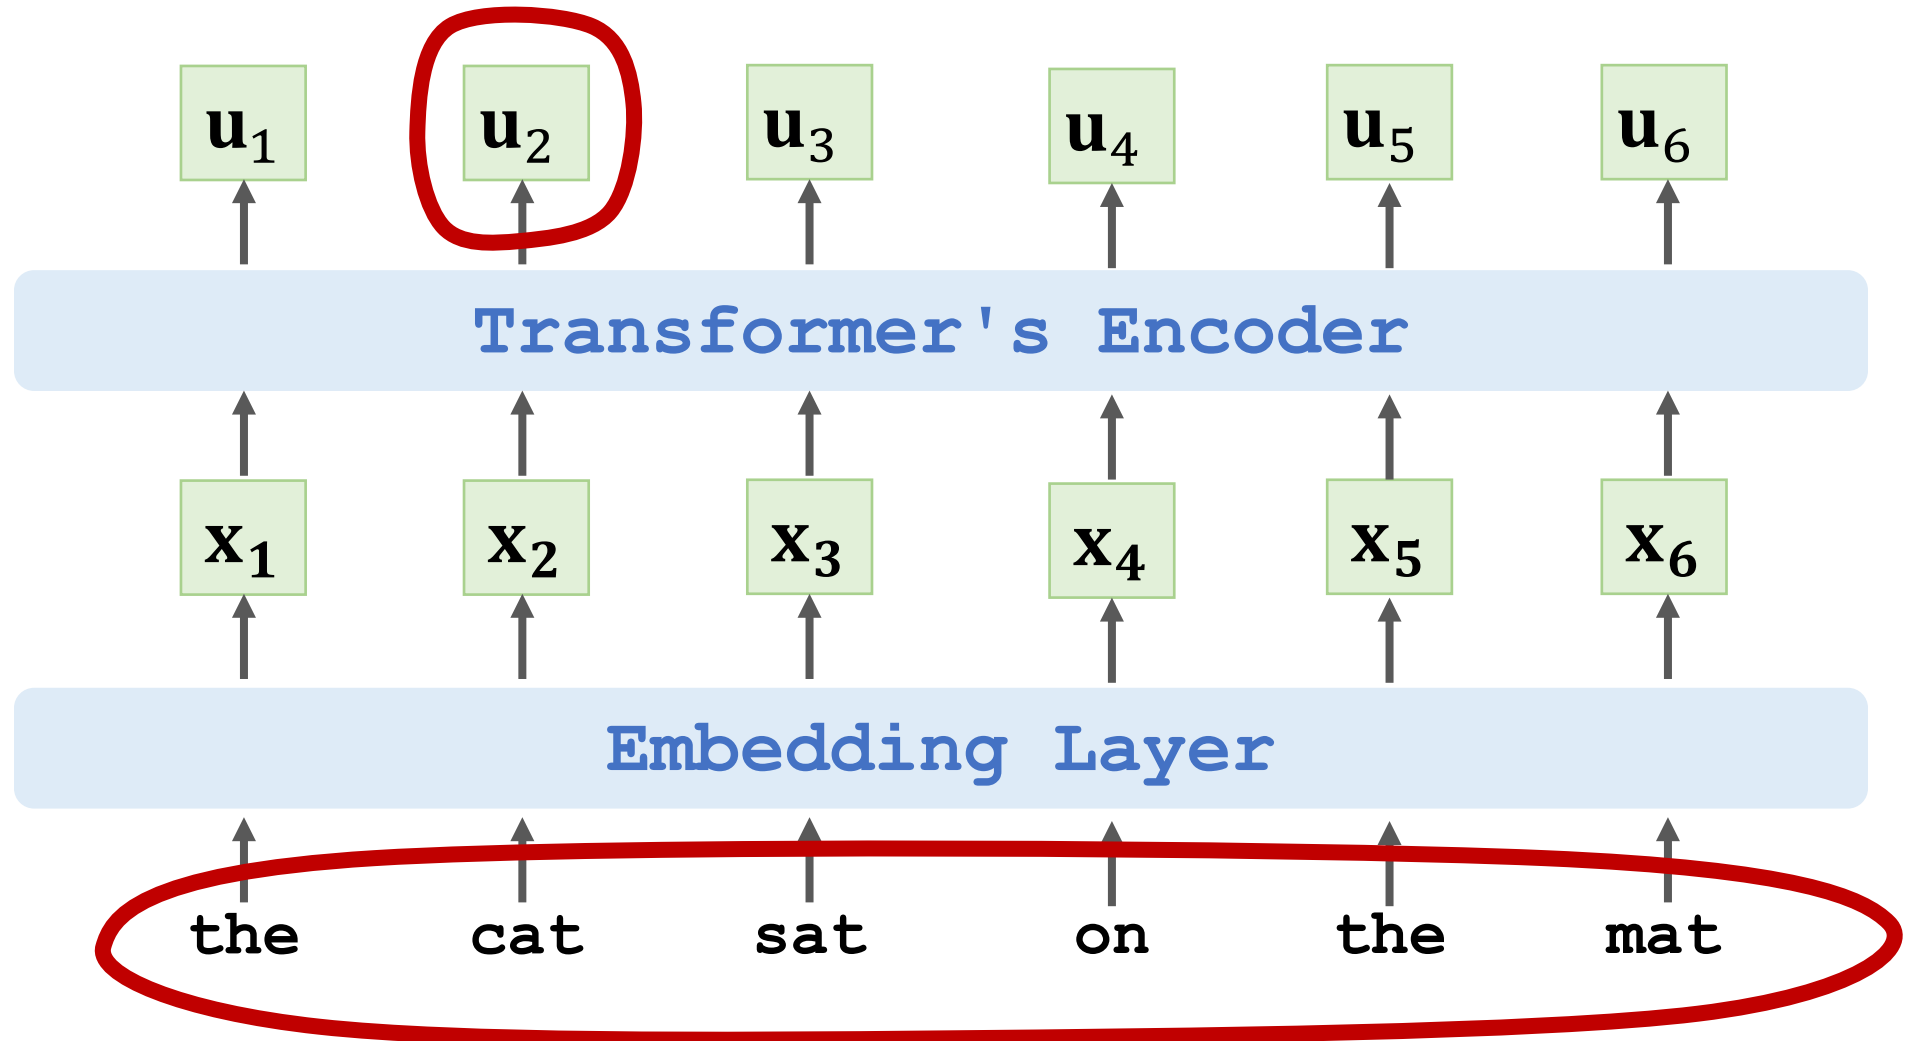 u₁ u₂ u₃ u₄ u₅ u₆
Transformer's Encoder
x₁ x₂ x₃ x₄ x₅ x₆
Embedding Layer
the cat sat on the mat